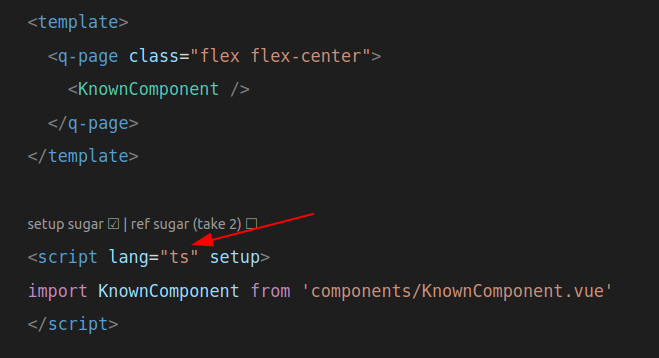 <template>
<q-page class="flex flex-center">
<KnownComponent />
</q-page>
</template>
setup sugar ☑ | ref sugar (take 2) ☐
<script lang="ts" setup>
import KnownComponent from 'components/KnownComponent.vue'
</script>